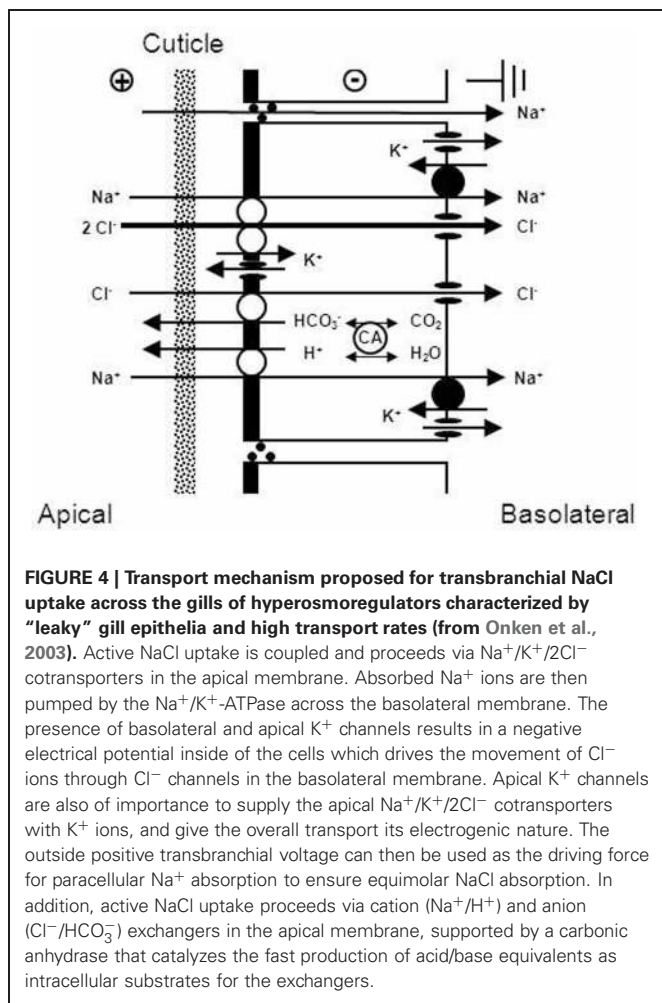 Cuticle
⊕ ⊖
Na⁺
K⁺
Na⁺ Na⁺
2 Cl⁻ Cl⁻
K⁺
Cl⁻ Cl⁻
HCO₃⁻ CO₂
CA
H⁺ H₂O
Na⁺ Na⁺
K⁺
Apical Basolateral
FIGURE 4 | Transport mechanism proposed for transbranchial NaCl
uptake across the gills of hyperosmoregulators characterized by
"leaky" gill epithelia and high transport rates (from Onken et al.,
2003). Active NaCl uptake is coupled and proceeds via Na⁺/K⁺/2Cl⁻
cotransporters in the apical membrane. Absorbed Na⁺ ions are then
pumped by the Na⁺/K⁺-ATPase across the basolateral membrane. The
presence of basolateral and apical K⁺ channels results in a negative
electrical potential inside of the cells which drives the movement of Cl⁻
ions through Cl⁻ channels in the basolateral membrane. Apical K⁺ channels
are also of importance to supply the apical Na⁺/K⁺/2Cl⁻ cotransporters
with K⁺ ions, and give the overall transport its electrogenic nature. The
outside positive transbranchial voltage can then be used as the driving force
for paracellular Na⁺ absorption to ensure equimolar NaCl absorption. In
addition, active NaCl uptake proceeds via cation (Na⁺/H⁺) and anion
(Cl⁻/HCO₃⁻) exchangers in the apical membrane, supported by a carbonic
anhydrase that catalyzes the fast production of acid/base equivalents as
intracellular substrates for the exchangers.